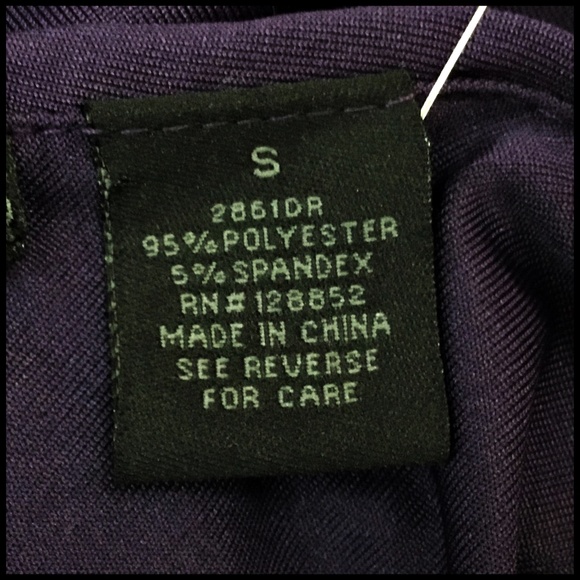 S
2861DR
95% POLYESTER
5% SPANDEX
RN# 128852
MADE IN CHINA
SEE REVERSE
FOR CARE